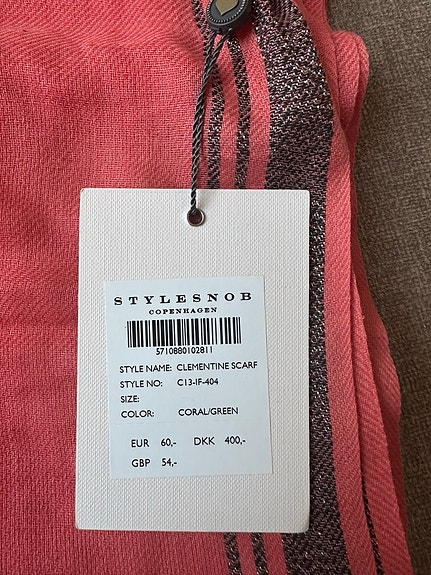 STYLESNOB
COPENHAGEN
5710880102811
STYLE NAME: CLEMENTINE SCARF
STYLE NO: C13-IF-404
SIZE:
COLOR: CORAL/GREEN
EUR 60,- DKK 400,-
GBP 54,-